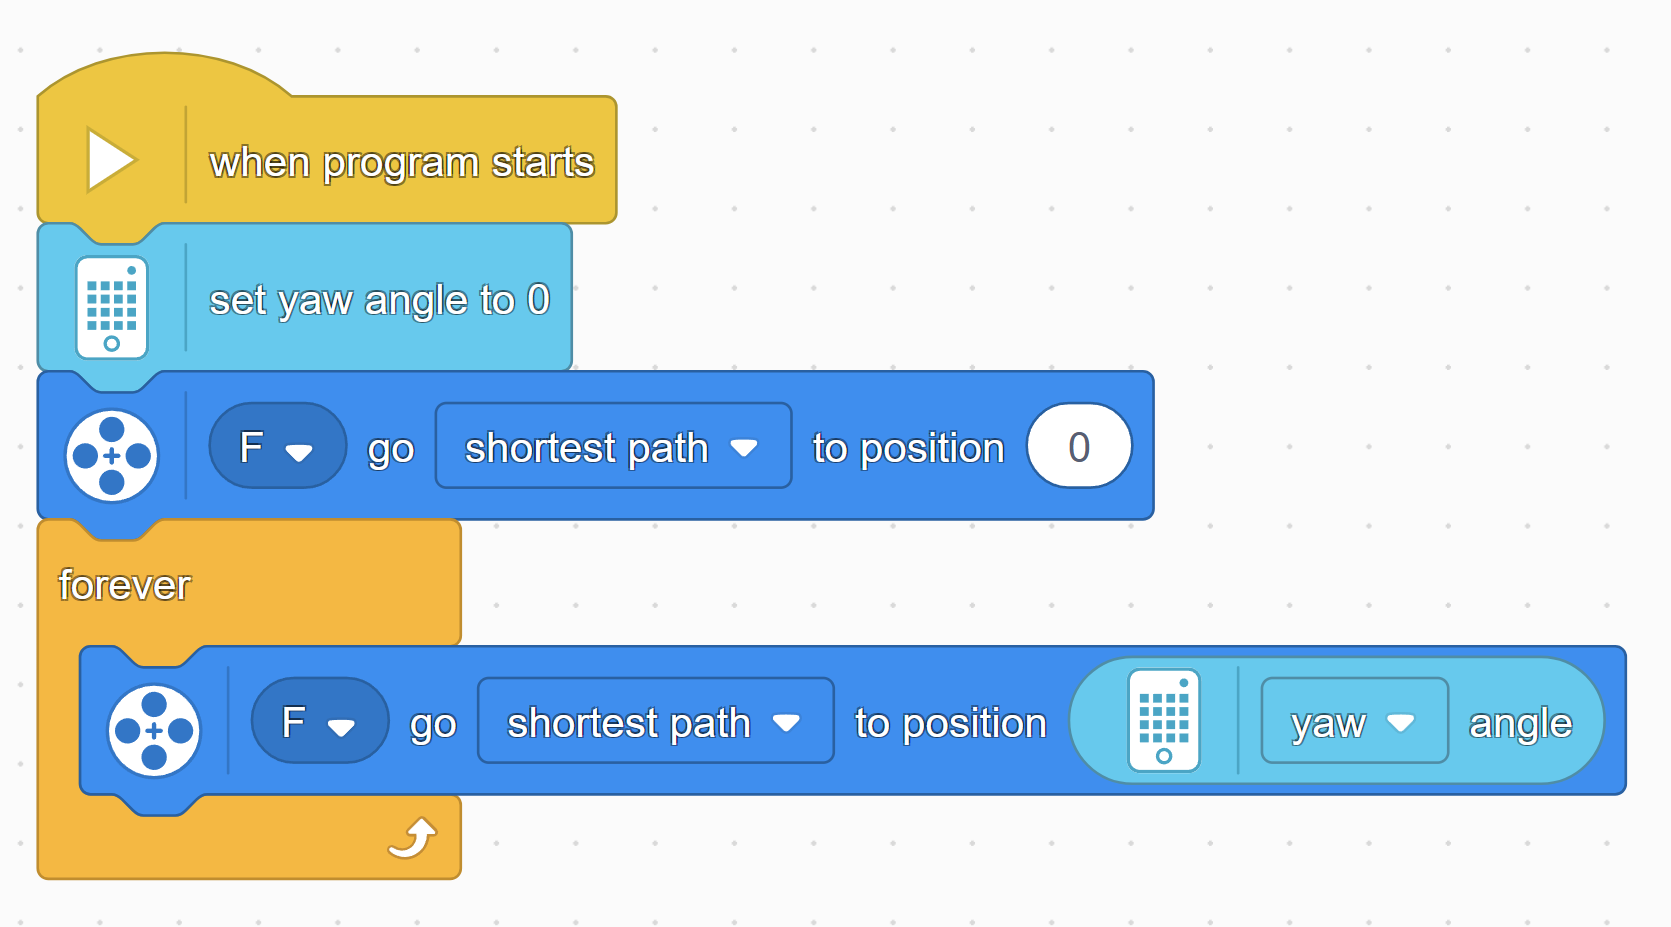 when program starts
set yaw angle to 0
F go shortest path to position 0
forever
F go shortest path to position yaw angle